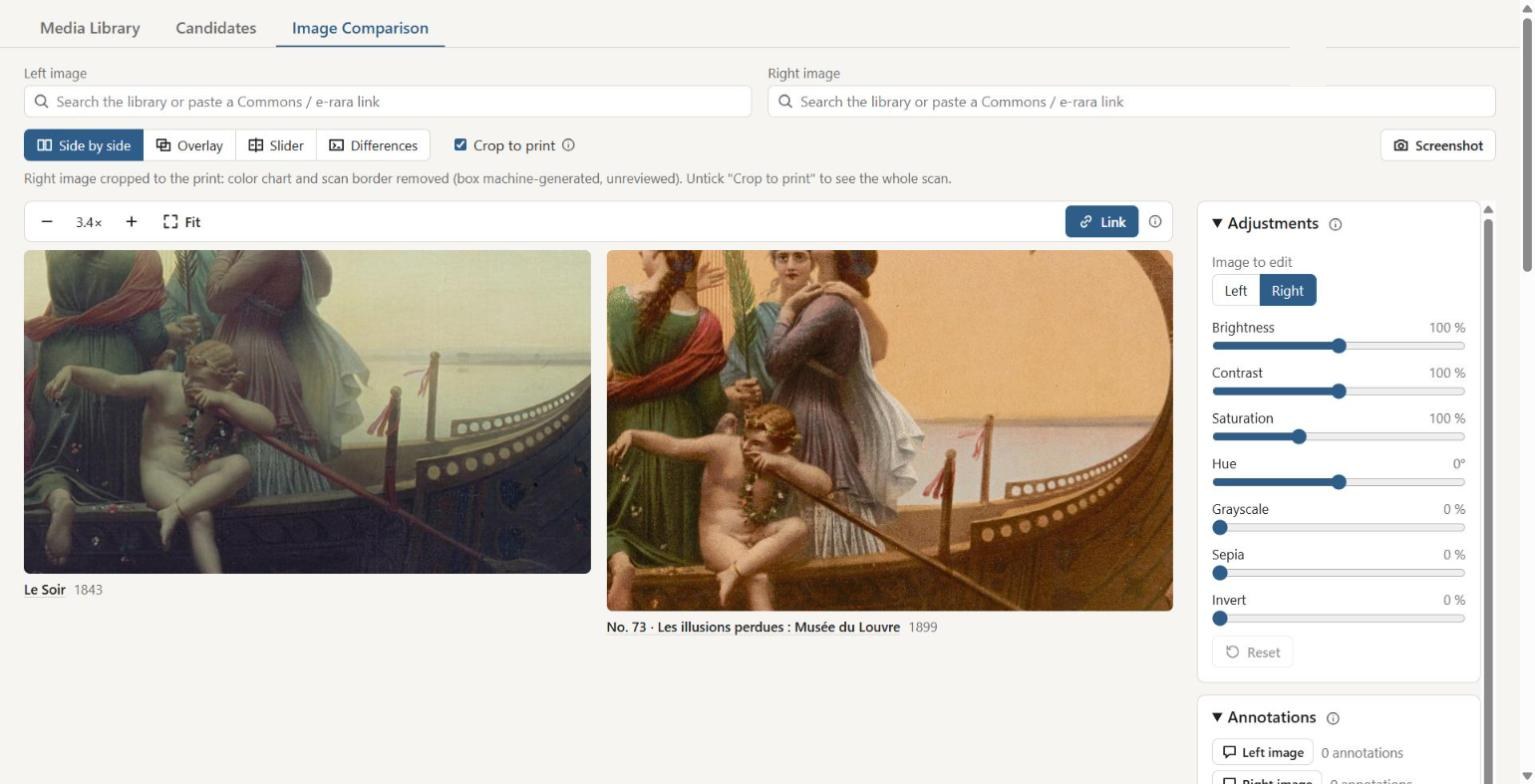 Media Library Candidates Image Comparison
Left image
Search the library or paste a Commons / e-rara link
Right image
Search the library or paste a Commons / e-rara link
Side by side Overlay Slider Differences Crop to print Screenshot
Right image cropped to the print: color chart and scan border removed (box machine-generated, unreviewed). Untick "Crop to print" to see the whole scan.
3.4× Fit Link
Le Soir 1843
No. 73 · Les illusions perdues : Musée du Louvre 1899
Adjustments
Image to edit
Left Right
Brightness 100 %
Contrast 100 %
Saturation 100 %
Hue 0°
Grayscale 0 %
Sepia 0 %
Invert 0 %
Reset
Annotations
Left image 0 annotations
Right image 0 annotations